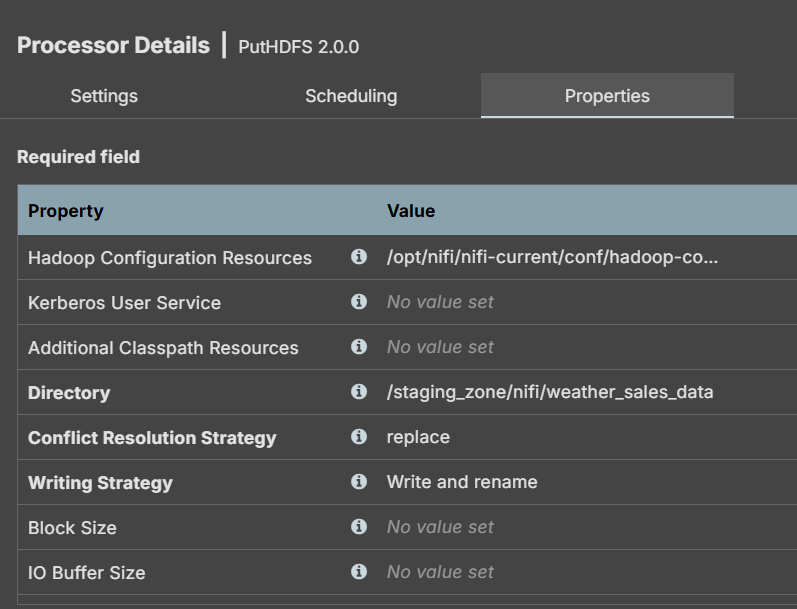 Processor Details | PutHDFS 2.0.0
Settings Scheduling Properties
Required field
Property Value
Hadoop Configuration Resources /opt/nifi/nifi-current/conf/hadoop-co...
Kerberos User Service No value set
Additional Classpath Resources No value set
Directory /staging_zone/nifi/weather_sales_data
Conflict Resolution Strategy replace
Writing Strategy Write and rename
Block Size No value set
IO Buffer Size No value set